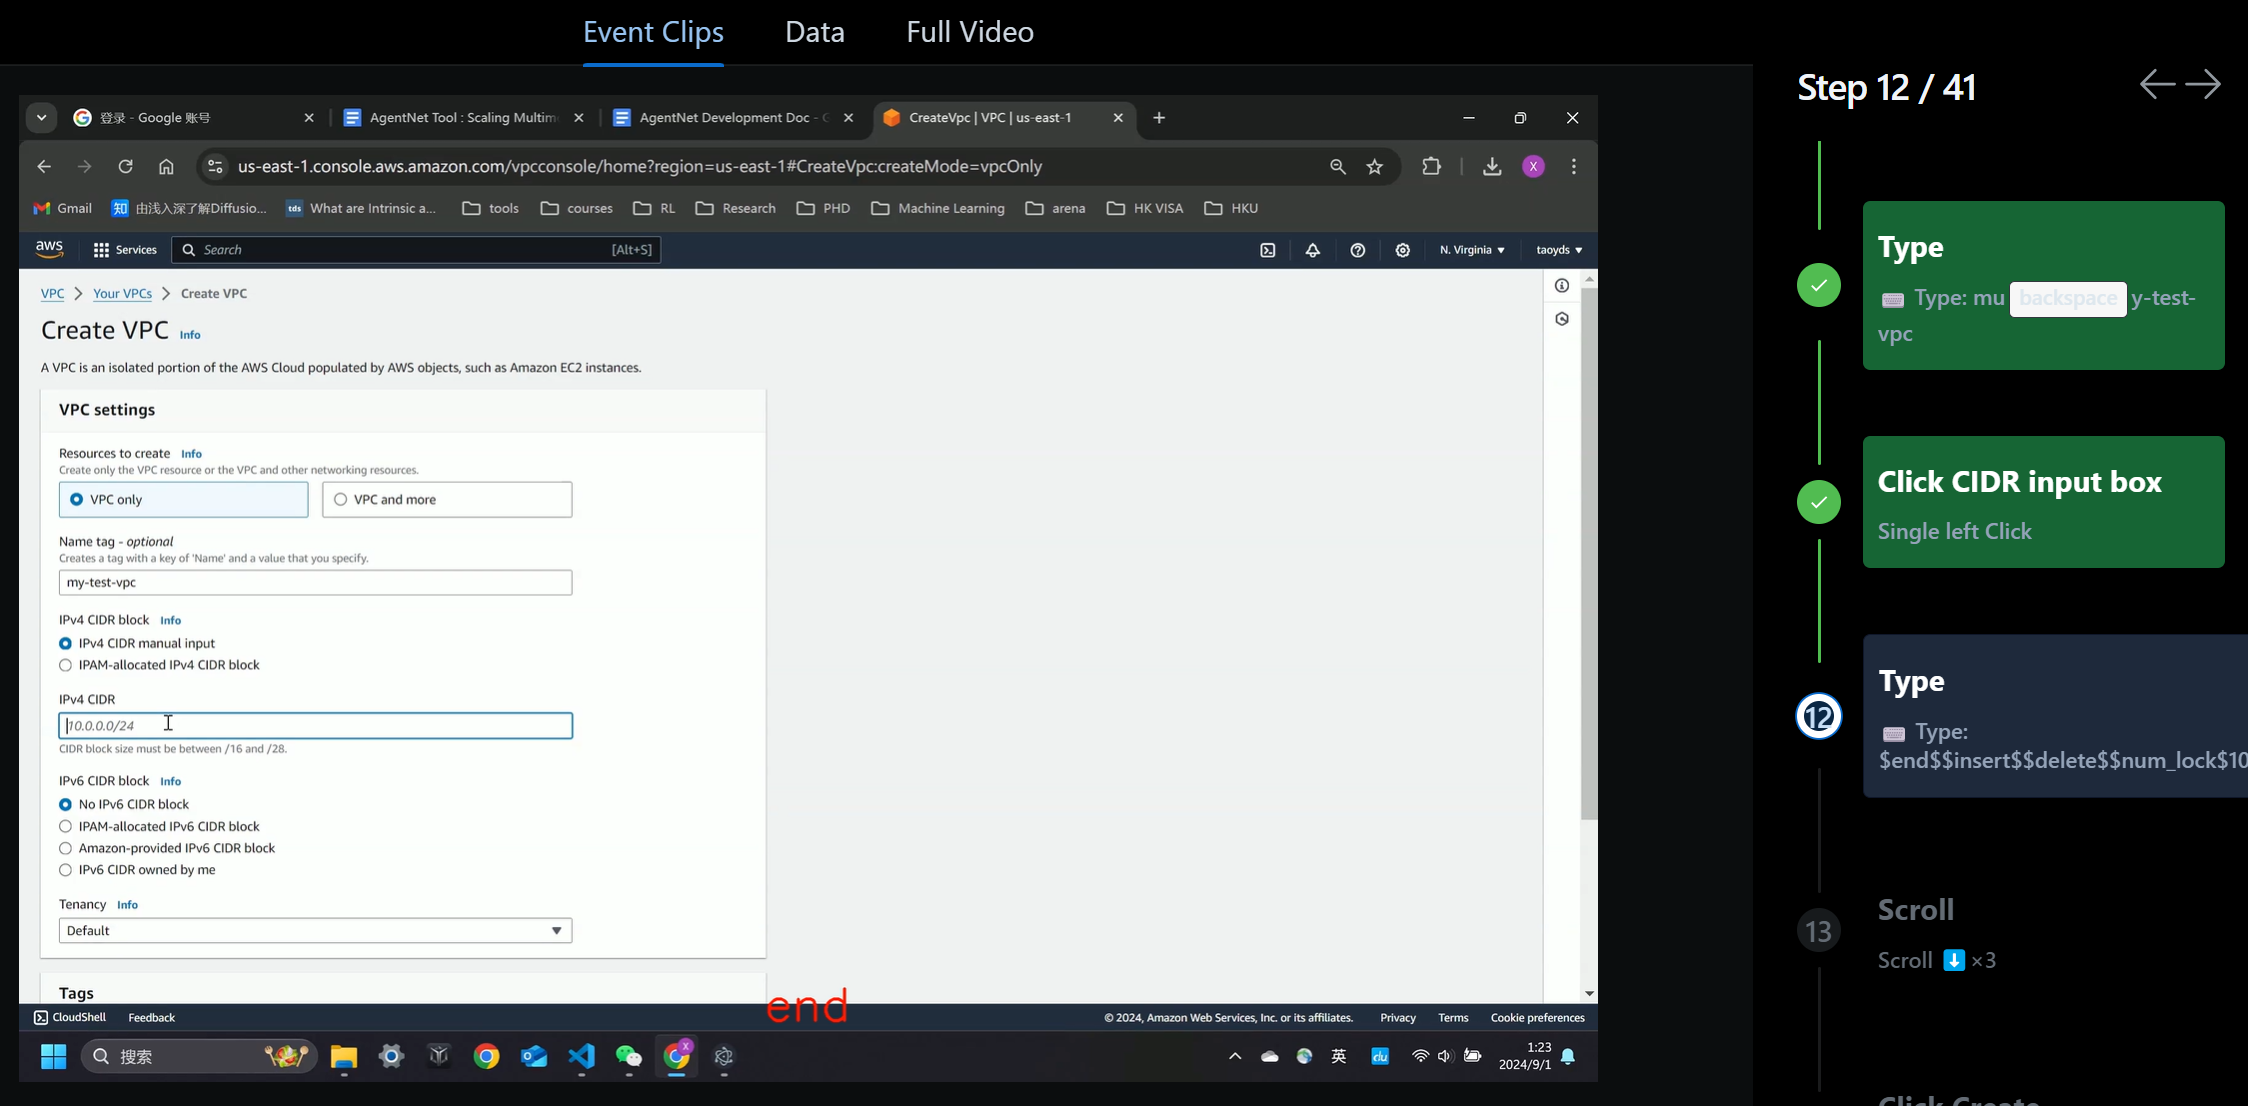 Event Clips Data Full Video
Step 12 / 41
登录 - Google 账号
AgentNet Tool : Scaling Multim
AgentNet Development Doc - G
CreateVpc | VPC | us-east-1
us-east-1.console.aws.amazon.com/vpcconsole/home?region=us-east-1#CreateVpc:createMode=vpcOnly
X
Gmail
知 由浅入深了解Diffusio...
tds What are Intrinsic a...
tools
courses
RL
Research
PHD
Machine Learning
arena
HK VISA
HKU
aws Services Search [Alt+S] N. Virginia taoyds
VPC Your VPCs Create VPC
Create VPC Info
A VPC is an isolated portion of the AWS Cloud populated by AWS objects, such as Amazon EC2 instances.
VPC settings
Resources to create Info
Create only the VPC resource or the VPC and other networking resources.
VPC only VPC and more
Name tag - optional
Creates a tag with a key of 'Name' and a value that you specify.
my-test-vpc
IPv4 CIDR block Info
IPv4 CIDR manual input
IPAM-allocated IPv4 CIDR block
IPv4 CIDR
10.0.0.0/24
CIDR block size must be between /16 and /28.
IPv6 CIDR block Info
No IPv6 CIDR block
IPAM-allocated IPv6 CIDR block
Amazon-provided IPv6 CIDR block
IPv6 CIDR owned by me
Tenancy Info
Default
Tags
end
CloudShell Feedback © 2024, Amazon Web Services, Inc. or its affiliates. Privacy Terms Cookie preferences
搜索
X
英
du
1:23
2024/9/1
Type
Type: mu backspace y-test-
vpc
Click CIDR input box
Single left Click
12
Type
Type:
$end$$insert$$delete$$num_lock$10
13
Scroll
Scroll ×3
Click Create